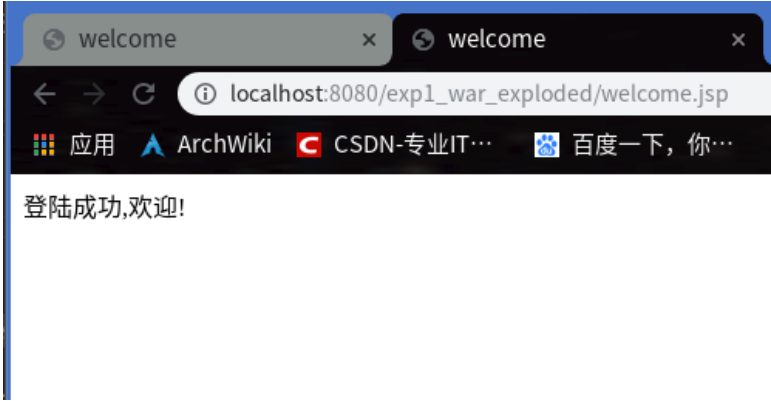 welcome × welcome ×
localhost:8080/exp1_war_exploded/welcome.jsp
应用 ArchWiki C CSDN-专业IT··· 百度一下，你···
登陆成功,欢迎!